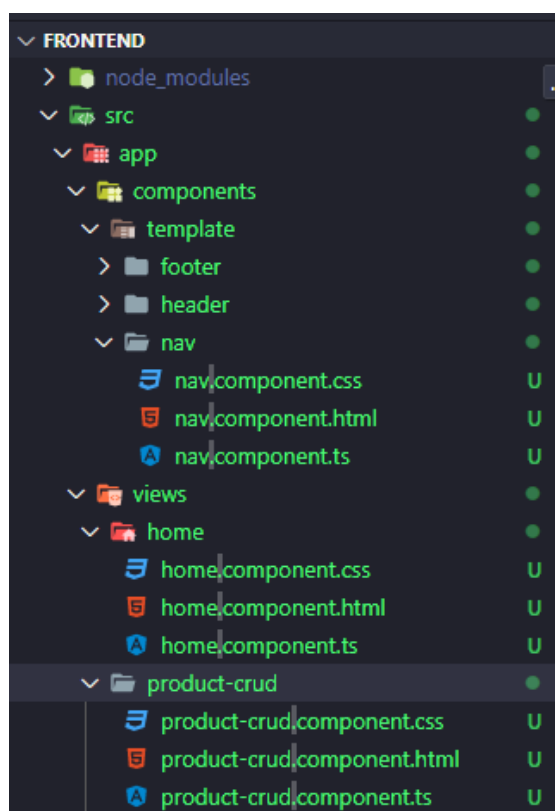 FRONTEND
node_modules
src
app
components
template
footer
header
nav
nav.component.css U
nav.component.html U
nav.component.ts U
views
home
home.component.css U
home.component.html U
home.component.ts U
product-crud
product-crud.component.css U
product-crud.component.html U
product-crud.component.ts U